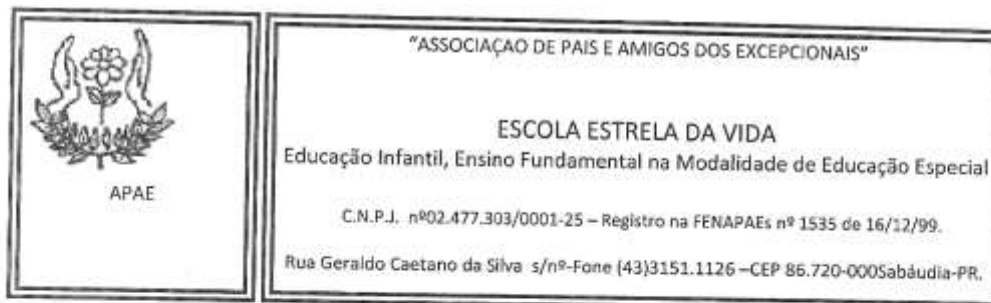 APAE
"ASSOCIAÇAO DE PAIS E AMIGOS DOS EXCEPCIONAIS"
ESCOLA ESTRELA DA VIDA
Educação Infantil, Ensino Fundamental na Modalidade de Educação Especial
C.N.P.J. nº02.477.303/0001-25 – Registro na FENAPAEs nº 1535 de 16/12/99.
Rua Geraldo Caetano da Silva s/nº-Fone (43)3151.1126 –CEP 86.720-000Sabáudia-PR.